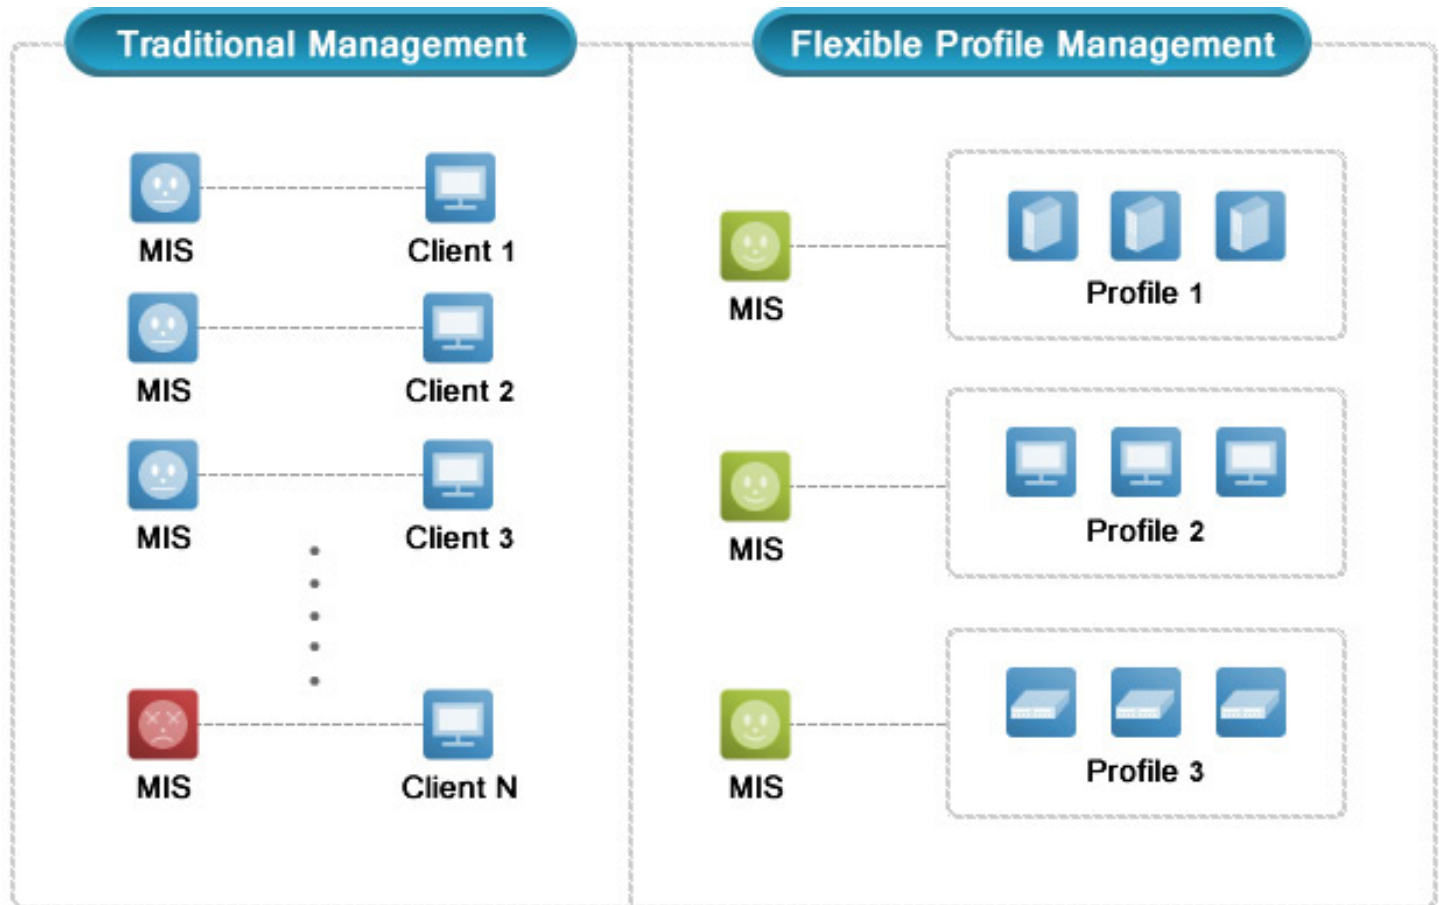 Traditional Management
MIS
Client 1
MIS
Client 2
MIS
Client 3
MIS
Client N
Flexible Profile Management
MIS
Profile 1
MIS
Profile 2
MIS
Profile 3